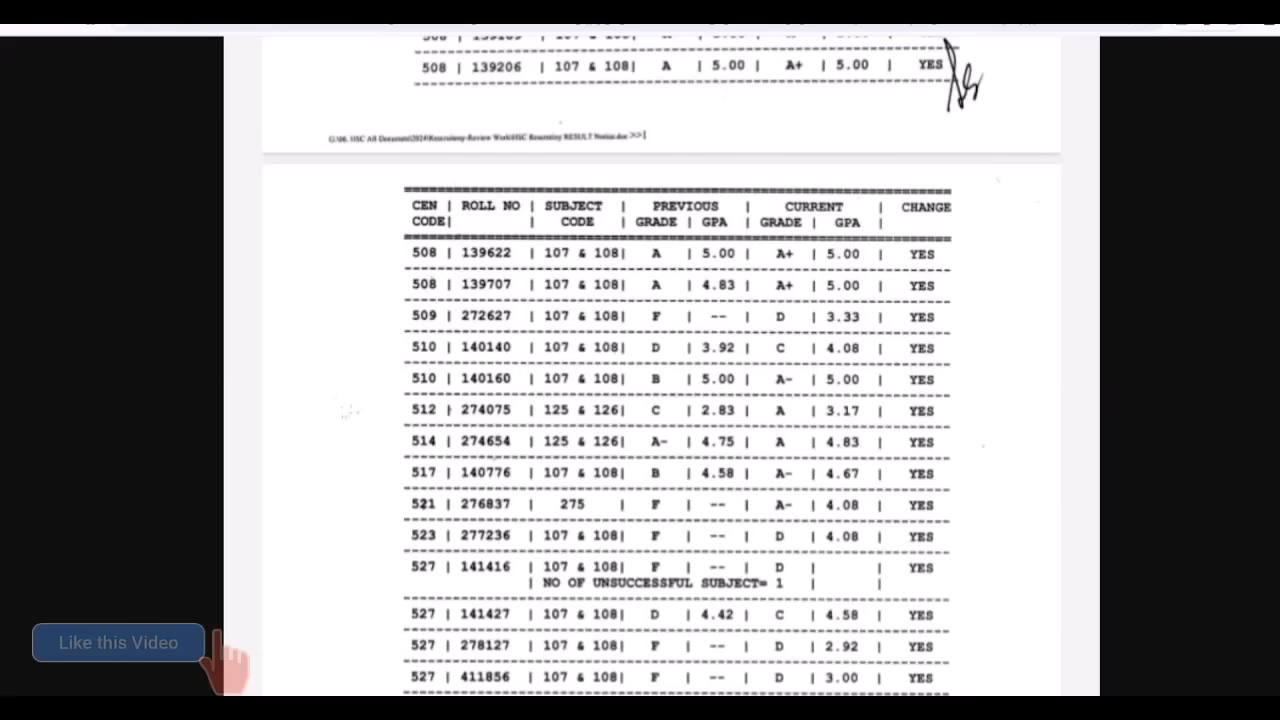 508 | 139206 | 107 & 108| A | 5.00 | A+ | 5.00 | YES
>>|
CEN | ROLL NO | SUBJECT | PREVIOUS | CURRENT | CHANGE
CODE| | CODE | GRADE | GPA | GRADE | GPA |
508 | 139622 | 107 & 108| A | 5.00 | A+ | 5.00 | YES
508 | 139707 | 107 & 108| A | 4.83 | A+ | 5.00 | YES
509 | 272627 | 107 & 108| F | -- | D | 3.33 | YES
510 | 140140 | 107 & 108| D | 3.92 | C | 4.08 | YES
510 | 140160 | 107 & 108| B | 5.00 | A- | 5.00 | YES
512 | 274075 | 125 & 126| C | 2.83 | A | 3.17 | YES
514 | 274654 | 125 & 126| A- | 4.75 | A | 4.83 | YES
517 | 140776 | 107 & 108| B | 4.58 | A- | 4.67 | YES
521 | 276837 | 275 | F | -- | A- | 4.08 | YES
523 | 277236 | 107 & 108| F | -- | D | 4.08 | YES
527 | 141416 | 107 & 108| F | -- | D | | YES
| NO OF UNSUCCESSFUL SUBJECT= 1 | |
527 | 141427 | 107 & 108| D | 4.42 | C | 4.58 | YES
527 | 278127 | 107 & 108| F | -- | D | 2.92 | YES
527 | 411856 | 107 & 108| F | -- | D | 3.00 | YES
Like this Video